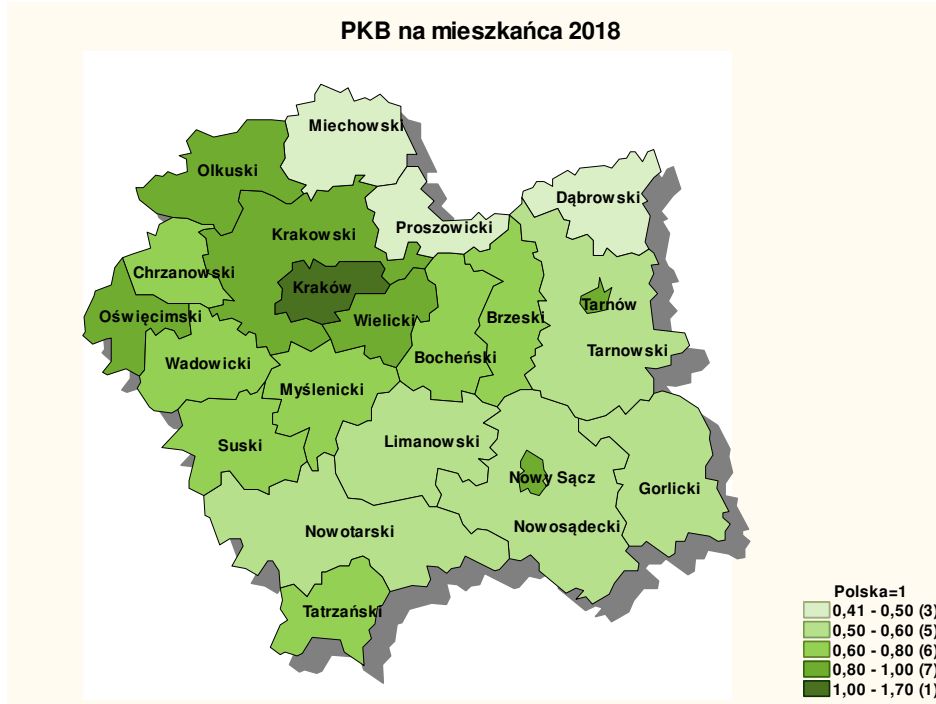 PKB na mieszkańca 2018
Miechowski
Olkuski
Dąbrowski
Proszowicki
Krakowski
Chrzanowski
Kraków
Tarnów
Oświęcimski
Wielicki
Brzeski
Tarnowski
Bocheński
Wadowicki
Myślenicki
Limanowski
Suski
Nowy Sącz
Gorlicki
Nowosądecki
Nowotarski
Tatrzański
Polska=1
0,41 - 0,50 (3)
0,50 - 0,60 (5)
0,60 - 0,80 (6)
0,80 - 1,00 (7)
1,00 - 1,70 (1)